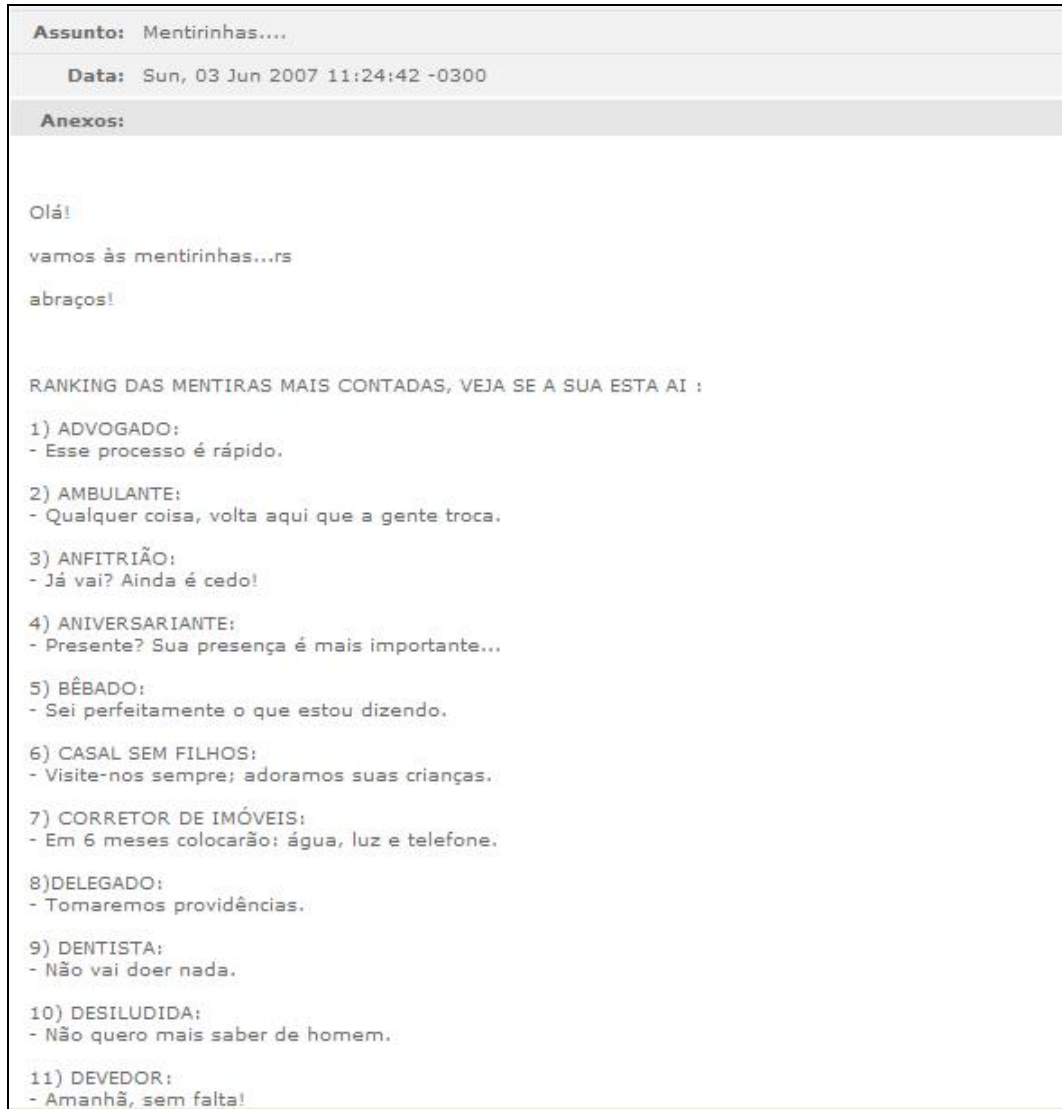 Assunto: Mentirinhas....
Data: Sun, 03 Jun 2007 11:24:42 -0300
Anexos:
Olá!
vamos às mentirinhas...rs
abraços!
RANKING DAS MENTIRAS MAIS CONTADAS, VEJA SE A SUA ESTA AI :
1) ADVOGADO:
- Esse processo é rápido.
2) AMBULANTE:
- Qualquer coisa, volta aqui que a gente troca.
3) ANFITRIÃO:
- Já vai? Ainda é cedo!
4) ANIVERSARIANTE:
- Presente? Sua presença é mais importante...
5) BÊBADO:
- Sei perfeitamente o que estou dizendo.
6) CASAL SEM FILHOS:
- Visite-nos sempre; adoramos suas crianças.
7) CORRETOR DE IMÓVEIS:
- Em 6 meses colocarão: água, luz e telefone.
8)DELEGADO:
- Tomaremos providências.
9) DENTISTA:
- Não vai doer nada.
10) DESILUDIDA:
- Não quero mais saber de homem.
11) DEVEDOR:
- Amanhã, sem falta!